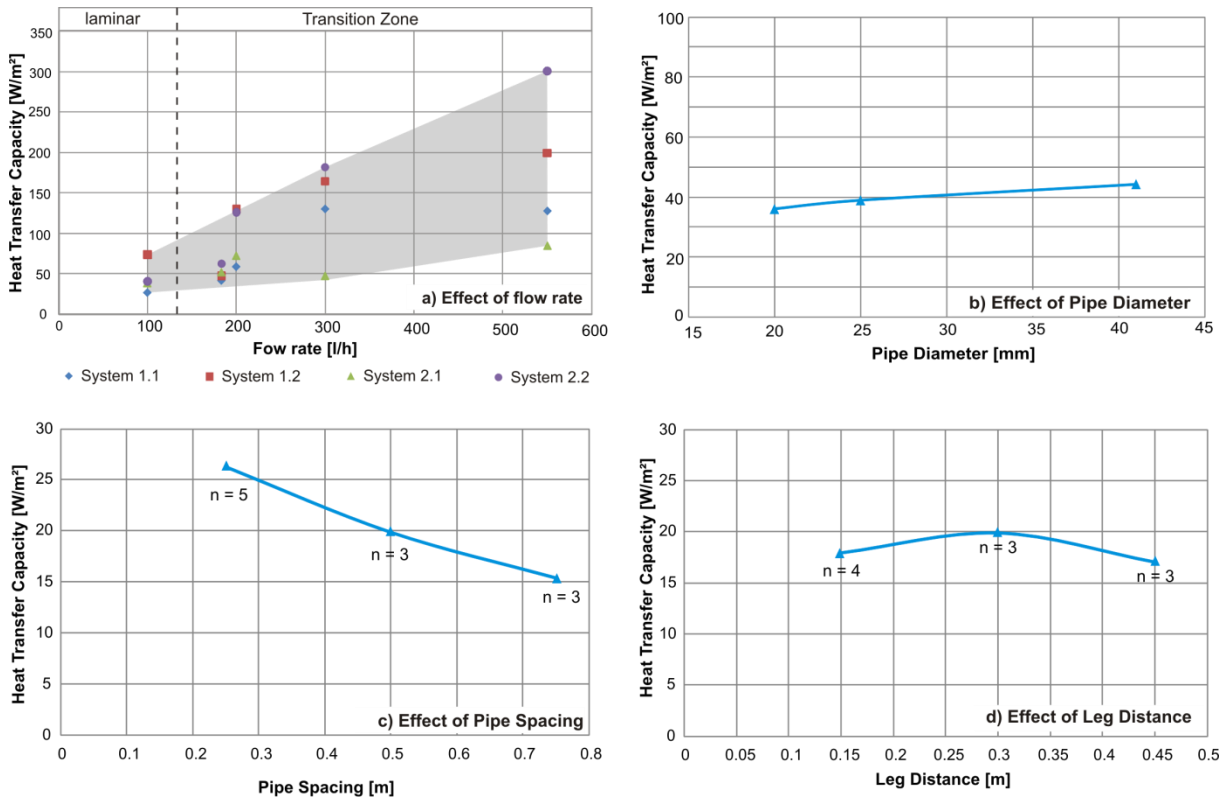 laminar
Transition Zone
Heat Transfer Capacity [W/m²]
350
300
250
200
150
100
50
0
0 100 200 300 400 500 600
a) Effect of flow rate
Fow rate [l/h]
System 1.1 System 1.2 System 2.1 System 2.2
Heat Transfer Capacity [W/m²]
100
80
60
40
20
0
15 20 25 30 35 40 45
b) Effect of Pipe Diameter
Pipe Diameter [mm]
Heat Transfer Capacity [W/m²]
30
25
20
15
10
5
0
n = 5
n = 3
n = 3
c) Effect of Pipe Spacing
0 0.1 0.2 0.3 0.4 0.5 0.6 0.7 0.8
Pipe Spacing [m]
Heat Transfer Capacity [W/m²]
30
25
20
15
10
5
0
n = 4
n = 3
n = 3
d) Effect of Leg Distance
0 0.05 0.1 0.15 0.2 0.25 0.3 0.35 0.4 0.45 0.5
Leg Distance [m]